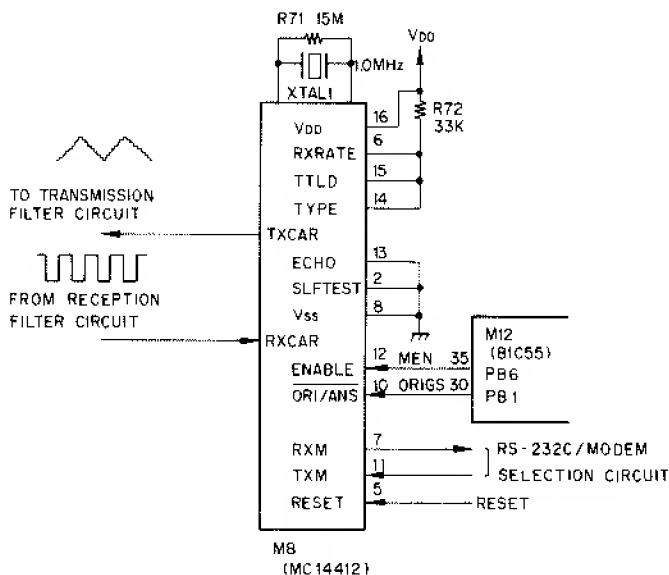 R71 15M
1.0MHz
XTAL1
VDD
R72
33K
VDD 16
RXRATE 6
TTLD 15
TYPE 14
TO TRANSMISSION
FILTER CIRCUIT
TXCAR
ECHO 13
SLFTEST 2
VSS 8
FROM RECEPTION
FILTER CIRCUIT
RXCAR
M12
(81C55)
ENABLE 12 MEN 35 PB6
ORI/ANS 10 ORIGS 30 PB1
RXM 7 RS-232C/MODEM
TXM 11 SELECTION CIRCUIT
RESET 5 RESET
M8
(MC14412)